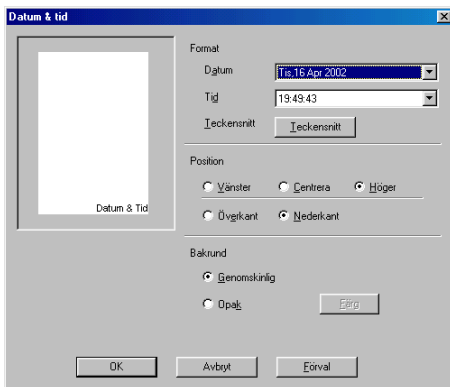 Datum & tid
Datum & Tid
Format
Datum Tis,16 Apr 2002
Tid 19:49:43
Teckensnitt Teckensnitt
Position
Vänster Centrera Höger
Överkant Nederkant
Bakrund
Genomskinlig
Opak Färg
OK Avbryt Förval